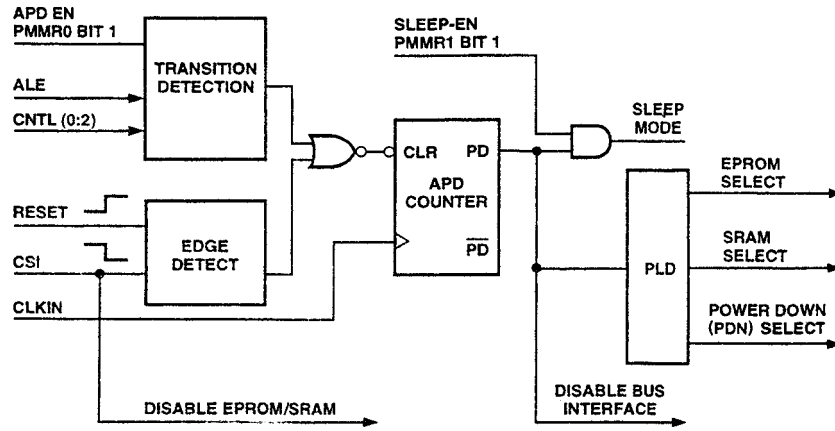 APD EN
PMMR0 BIT 1
ALE
CNTL (0:2)
TRANSITION
DETECTION
SLEEP-EN
PMMR1 BIT 1
SLEEP
MODE
CLR
PD
APD
COUNTER
PD
RESET
CSI
CLKIN
EDGE
DETECT
PLD
EPROM
SELECT
SRAM
SELECT
POWER DOWN
(PDN) SELECT
DISABLE EPROM/SRAM
DISABLE BUS
INTERFACE